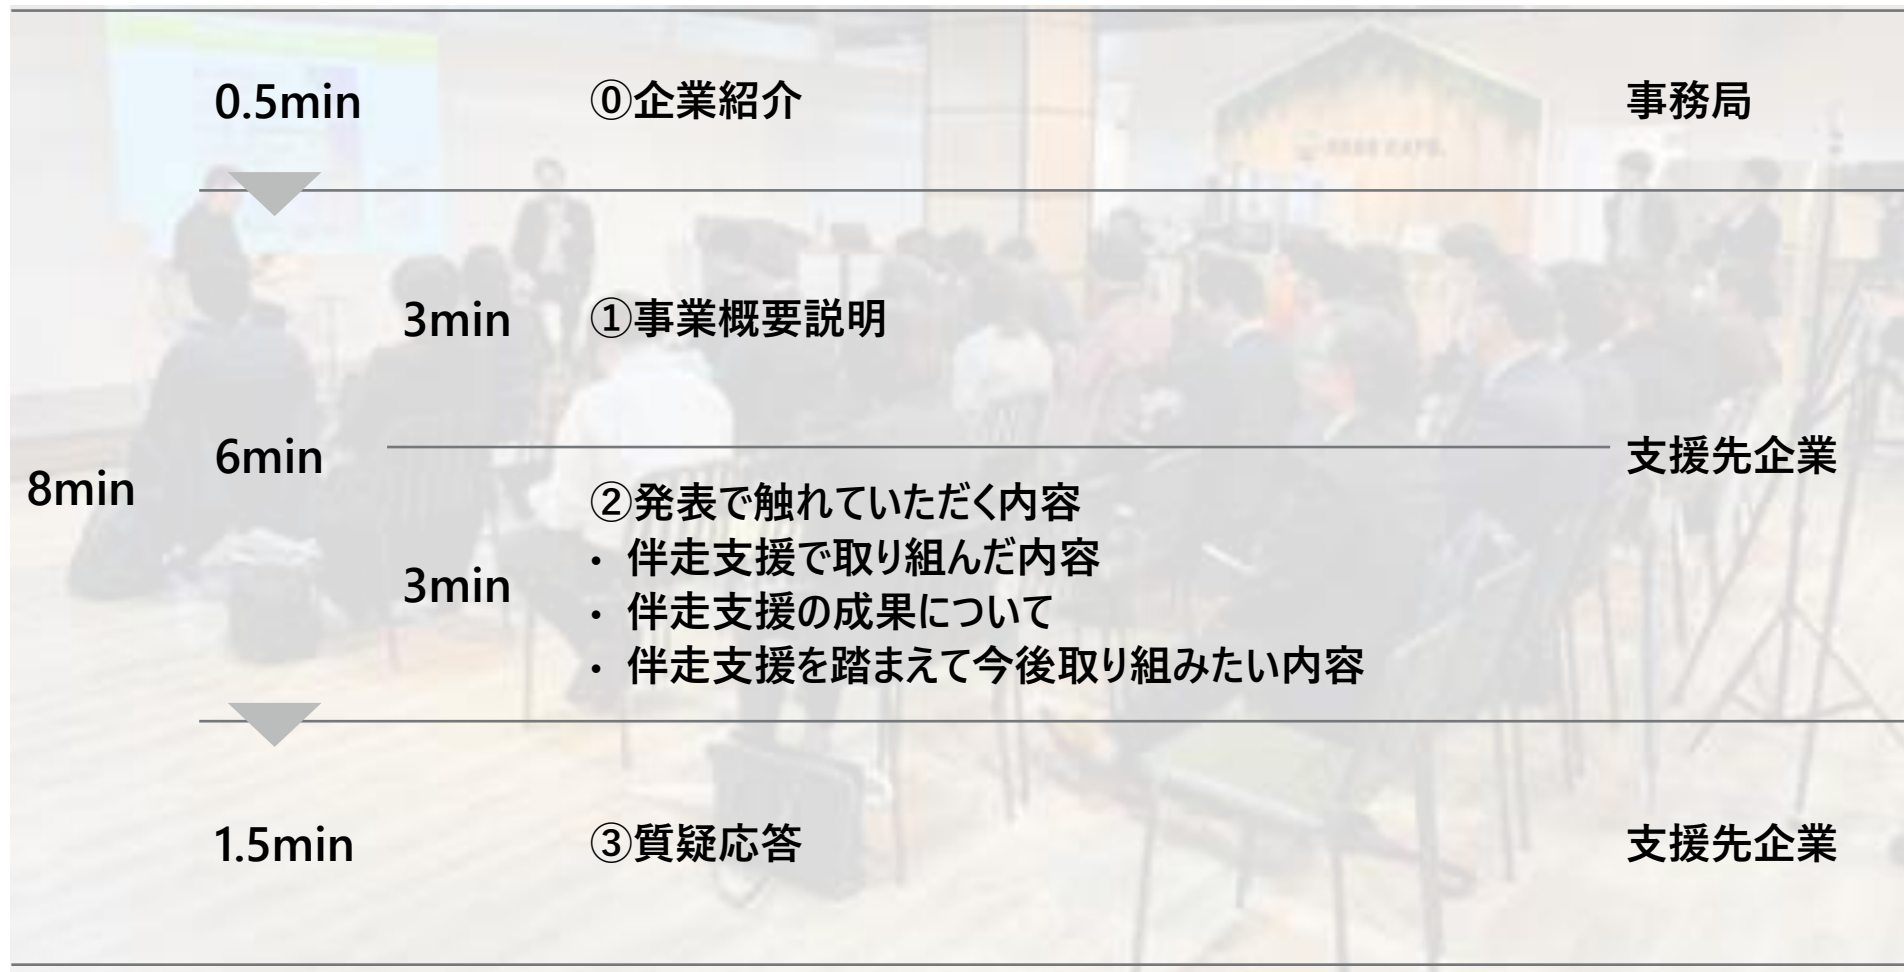 0.5min ⓪企業紹介 事務局
3min ①事業概要説明
6min 支援先企業
8min
②発表で触れていただく内容
・ 伴走支援で取り組んだ内容
3min
・ 伴走支援の成果について
・ 伴走支援を踏まえて今後取り組みたい内容
1.5min ③質疑応答 支援先企業